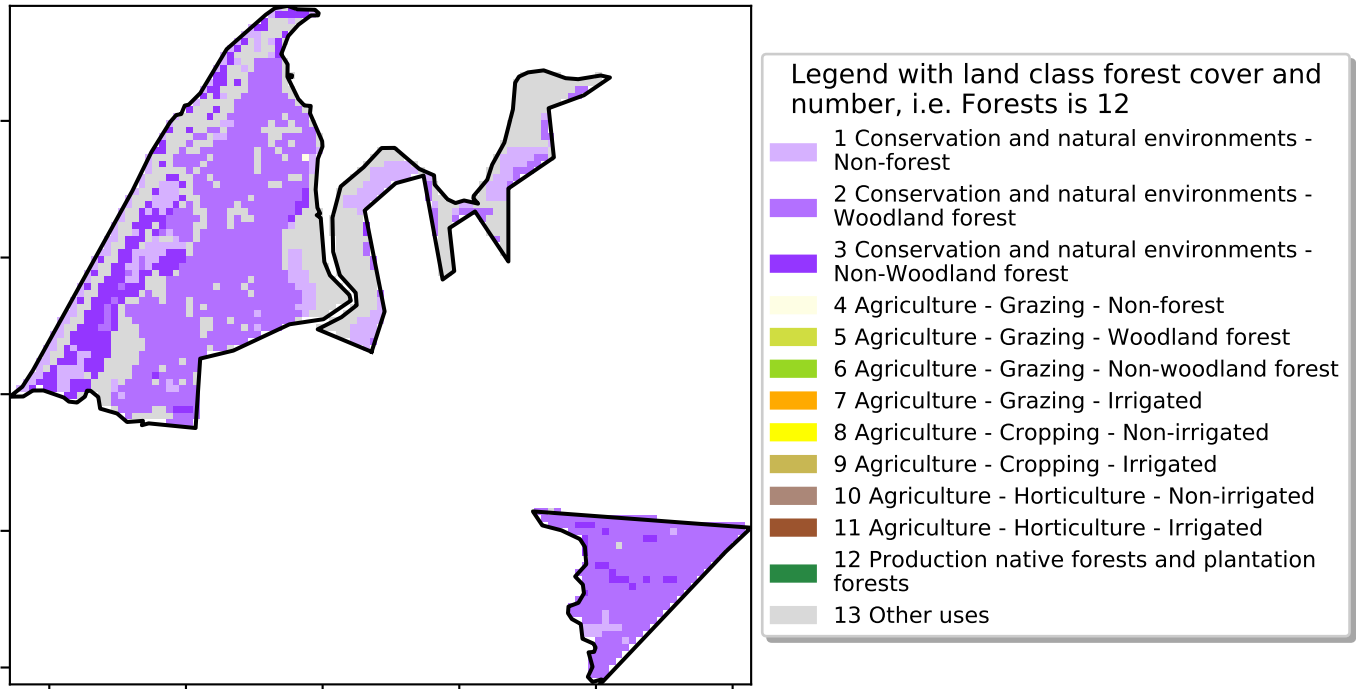 Legend with land class forest cover and
number, i.e. Forests is 12
1 Conservation and natural environments -
Non-forest
2 Conservation and natural environments -
Woodland forest
3 Conservation and natural environments -
Non-Woodland forest
4 Agriculture - Grazing - Non-forest
5 Agriculture - Grazing - Woodland forest
6 Agriculture - Grazing - Non-woodland forest
7 Agriculture - Grazing - Irrigated
8 Agriculture - Cropping - Non-irrigated
9 Agriculture - Cropping - Irrigated
10 Agriculture - Horticulture - Non-irrigated
11 Agriculture - Horticulture - Irrigated
12 Production native forests and plantation
forests
13 Other uses